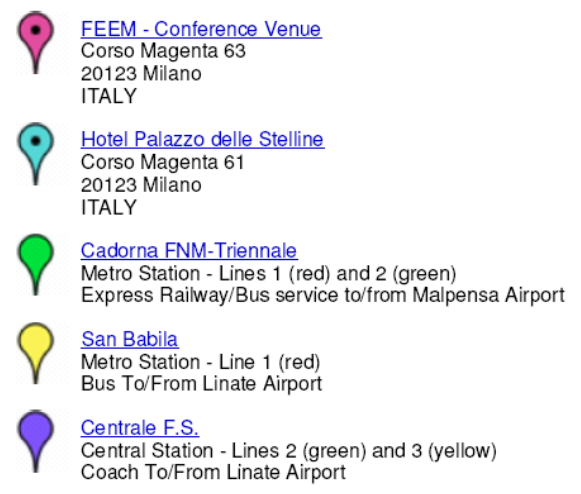 FEEM - Conference Venue
Corso Magenta 63
20123 Milano
ITALY
Hotel Palazzo delle Stelline
Corso Magenta 61
20123 Milano
ITALY
Cadorna FNM-Triennale
Metro Station - Lines 1 (red) and 2 (green)
Express Railway/Bus service to/from Malpensa Airport
San Babila
Metro Station - Line 1 (red)
Bus To/From Linate Airport
Centrale F.S.
Central Station - Lines 2 (green) and 3 (yellow)
Coach To/From Linate Airport